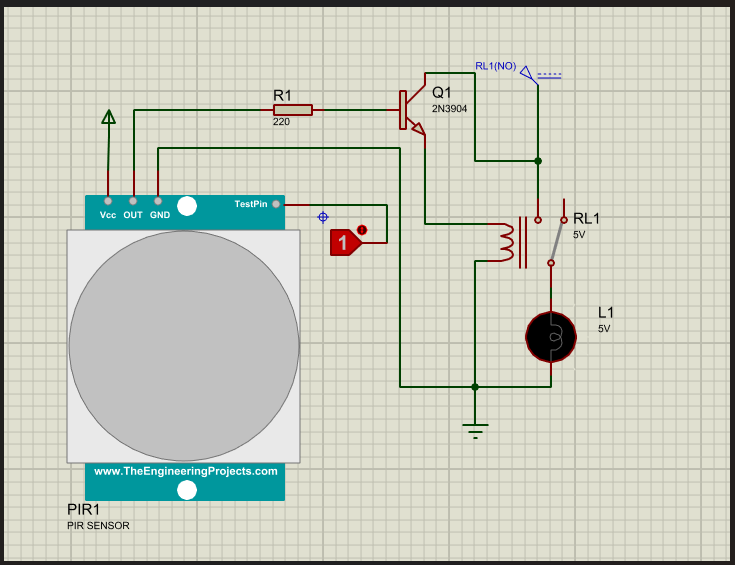 RL1(NO)
R1
220
Q1
2N3904
Vcc OUT GND
TestPin
1
RL1
5V
L1
5V
www.TheEngineeringProjects.com
PIR1
PIR SENSOR